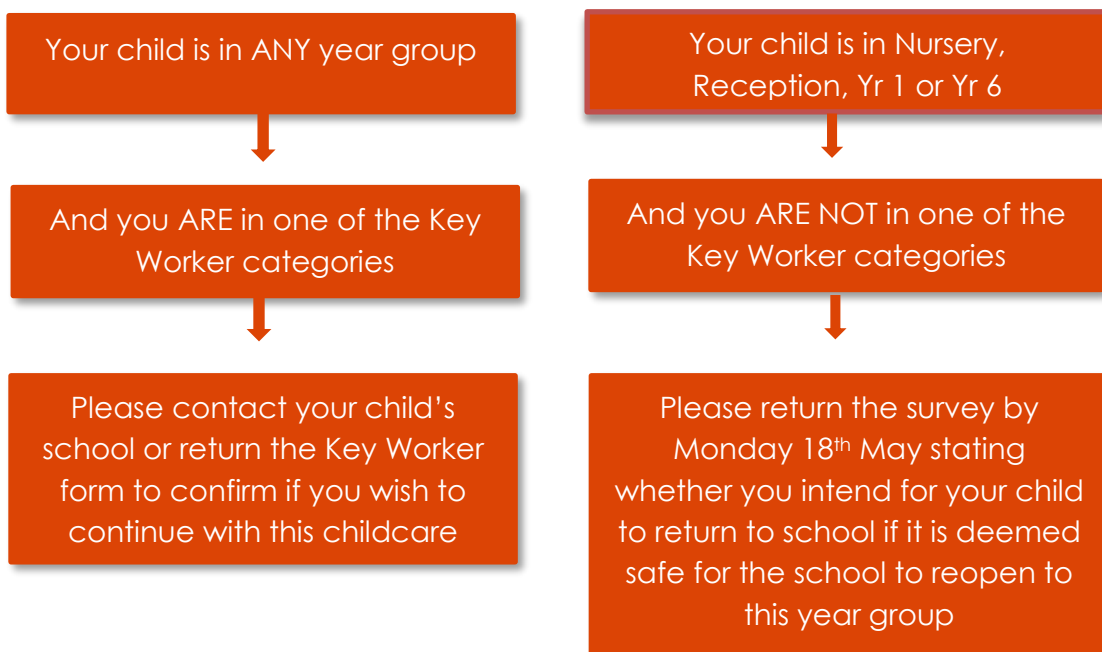 Your child is in ANY year group
And you ARE in one of the Key
Worker categories
Please contact your child’s
school or return the Key Worker
form to confirm if you wish to
continue with this childcare
Your child is in Nursery,
Reception, Yr 1 or Yr 6
And you ARE NOT in one of the
Key Worker categories
Please return the survey by
Monday 18th May stating
whether you intend for your child
to return to school if it is deemed
safe for the school to reopen to
this year group